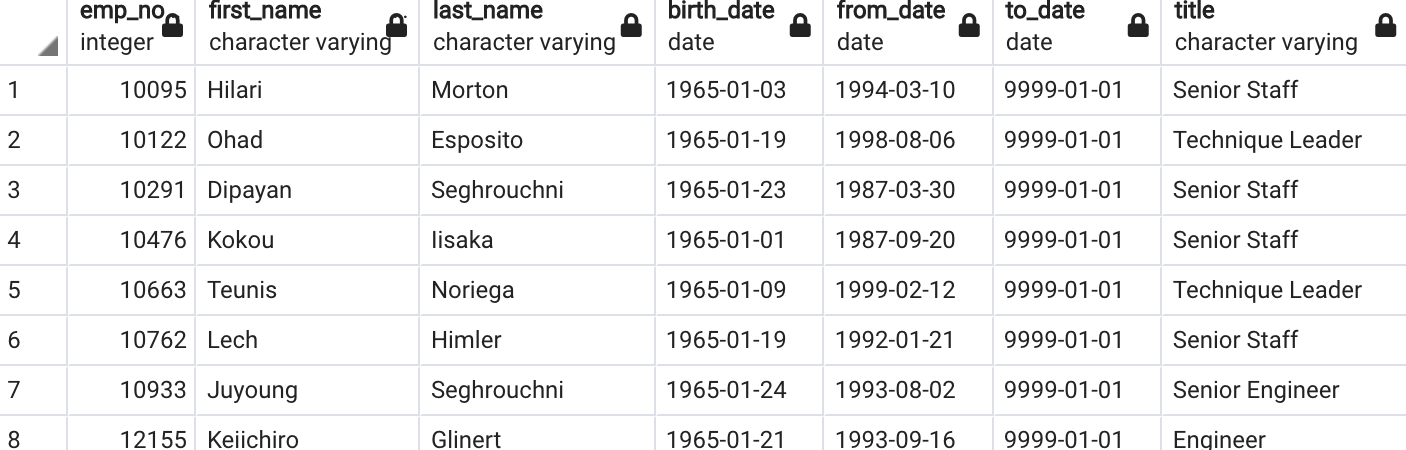 emp_no first_name last_name birth_date from_date to_date title
integer character varying character varying date date date character varying
1 10095 Hilari Morton 1965-01-03 1994-03-10 9999-01-01 Senior Staff
2 10122 Ohad Esposito 1965-01-19 1998-08-06 9999-01-01 Technique Leader
3 10291 Dipayan Seghrouchni 1965-01-23 1987-03-30 9999-01-01 Senior Staff
4 10476 Kokou Iisaka 1965-01-01 1987-09-20 9999-01-01 Senior Staff
5 10663 Teunis Noriega 1965-01-09 1999-02-12 9999-01-01 Technique Leader
6 10762 Lech Himler 1965-01-19 1992-01-21 9999-01-01 Senior Staff
7 10933 Juyoung Seghrouchni 1965-01-24 1993-08-02 9999-01-01 Senior Engineer
8 12155 Keiichiro Glinert 1965-01-21 1993-09-16 9999-01-01 Engineer